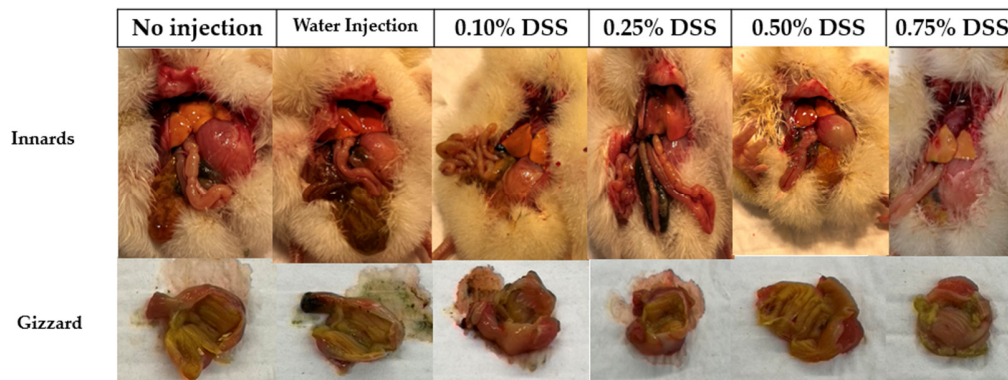 No injection Water Injection 0.10% DSS 0.25% DSS 0.50% DSS 0.75% DSS
Innards
Gizzard